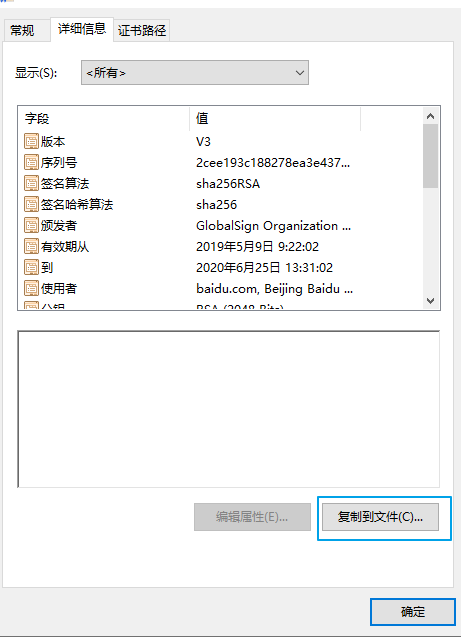 常规 详细信息 证书路径
显示(S): <所有>
字段 值
版本 V3
序列号 2cee193c188278ea3e437...
签名算法 sha256RSA
签名哈希算法 sha256
颁发者 GlobalSign Organization ...
有效期从 2019年5月9日 9:22:02
到 2020年6月25日 13:31:02
使用者 baidu.com, Beijing Baidu ...
公钥 RSA (2048 Bits)
编辑属性(E)... 复制到文件(C)...
确定